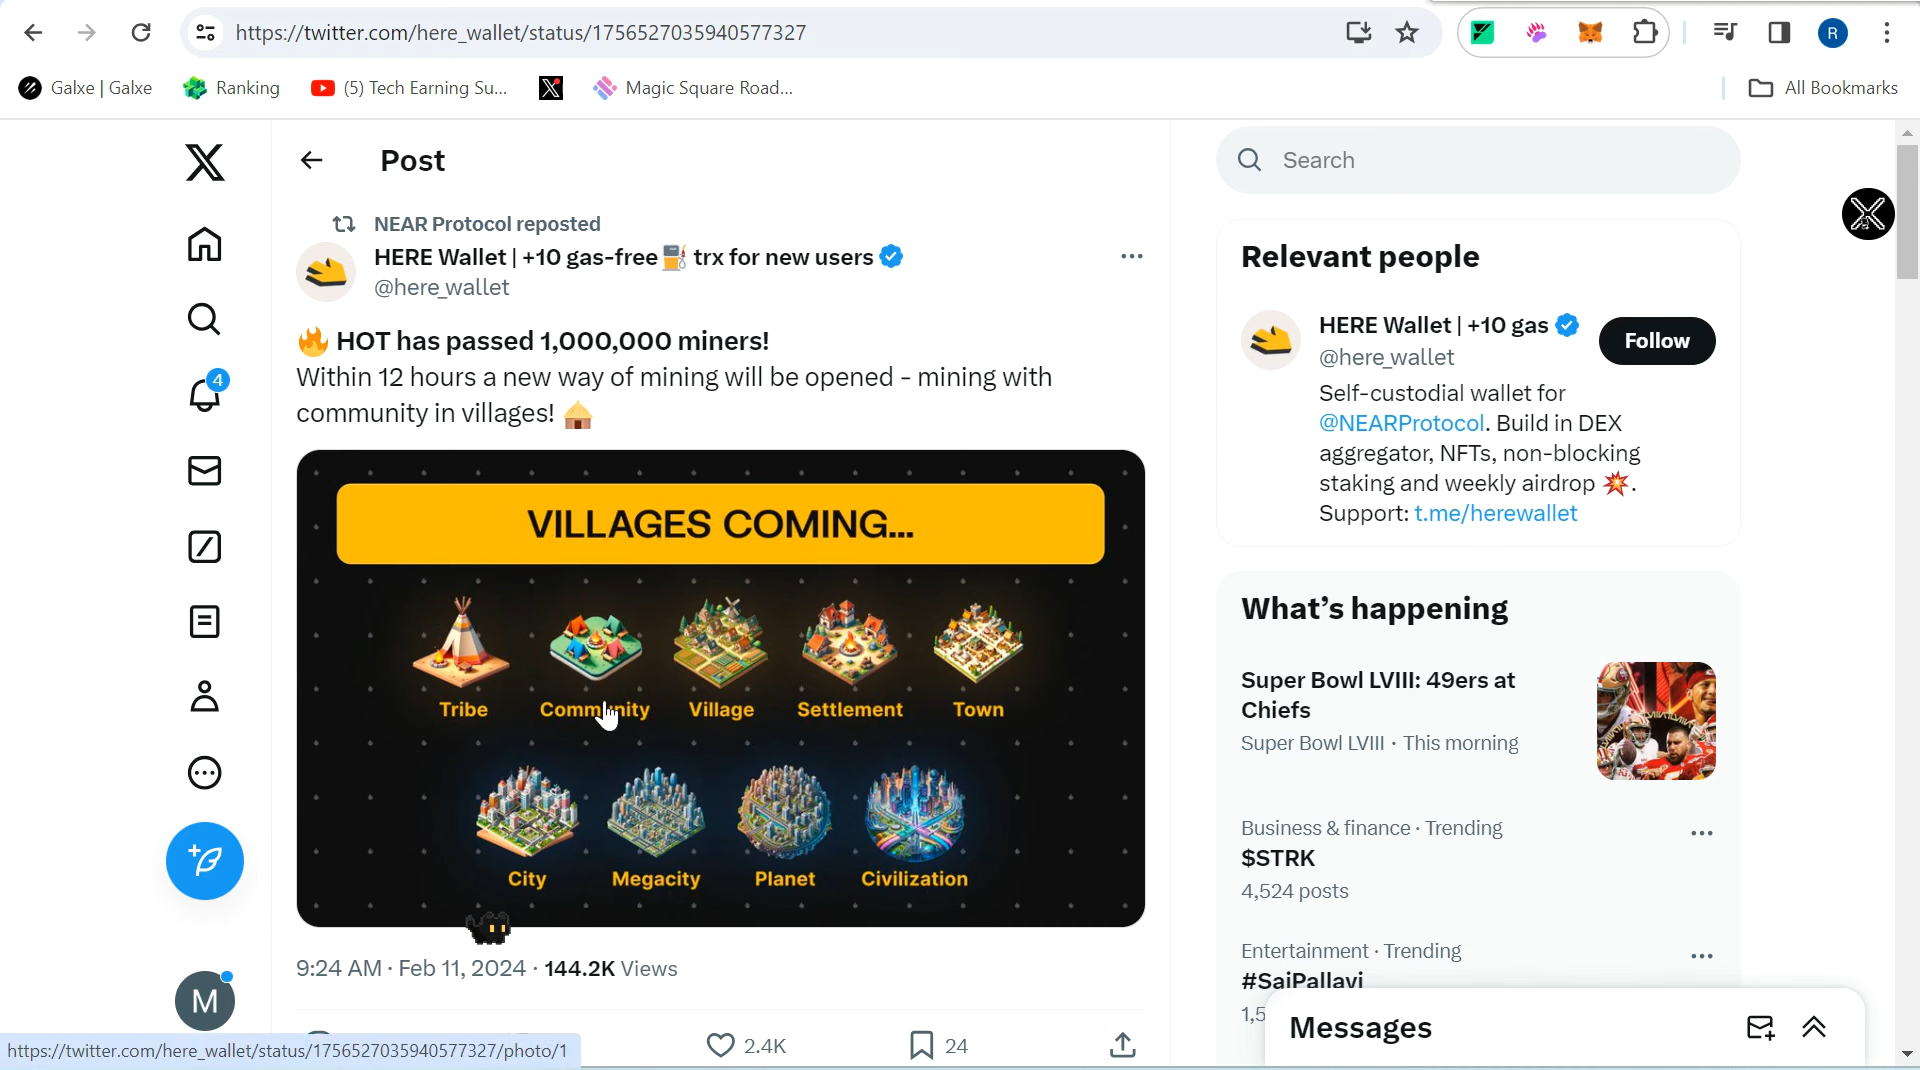 https://twitter.com/here_wallet/status/1756527035940577327
R
Galxe | Galxe
Ranking
(5) Tech Earning Su...
Magic Square Road...
All Bookmarks
Post
Search
NEAR Protocol reposted
HERE Wallet | +10 gas-free⛽ trx for new users
@here_wallet
🔥 HOT has passed 1,000,000 miners!
Within 12 hours a new way of mining will be opened - mining with
community in villages! 🛖
VILLAGES COMING...
Tribe
Community
Village
Settlement
Town
City
Megacity
Planet
Civilization
9:24 AM · Feb 11, 2024 · 144.2K Views
2.4K
24
4
M
https://twitter.com/here_wallet/status/1756527035940577327/photo/1
Relevant people
HERE Wallet | +10 gas
@here_wallet
Follow
Self-custodial wallet for
@NEARProtocol. Build in DEX
aggregator, NFTs, non-blocking
staking and weekly airdrop 💥.
Support: t.me/herewallet
What's happening
Super Bowl LVIII: 49ers at
Chiefs
Super Bowl LVIII · This morning
Business & finance · Trending
$STRK
4,524 posts
Entertainment · Trending
#SaiPallavi
Messages